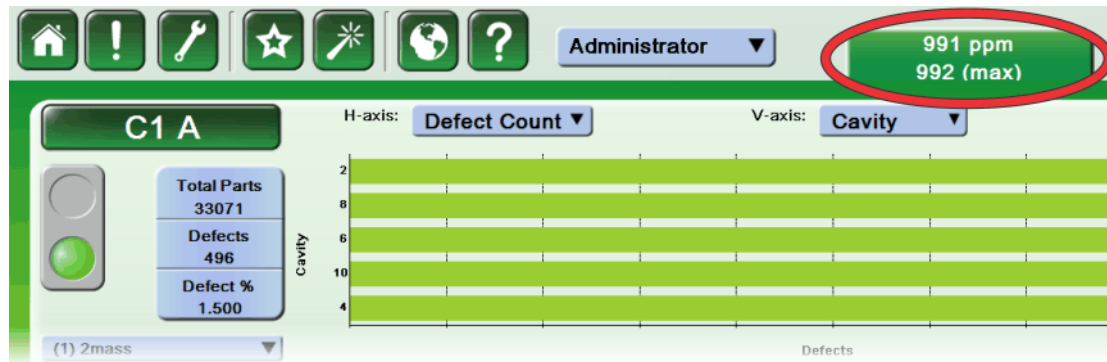 ! ? Administrator ▼ 991 ppm
992 (max)
C1 A
H-axis: Defect Count ▼ V-axis: Cavity ▼
Total Parts
33071
Defects
496
Defect %
1.500
Cavity
2
8
6
10
4
(1) 2mass ▼
Defects